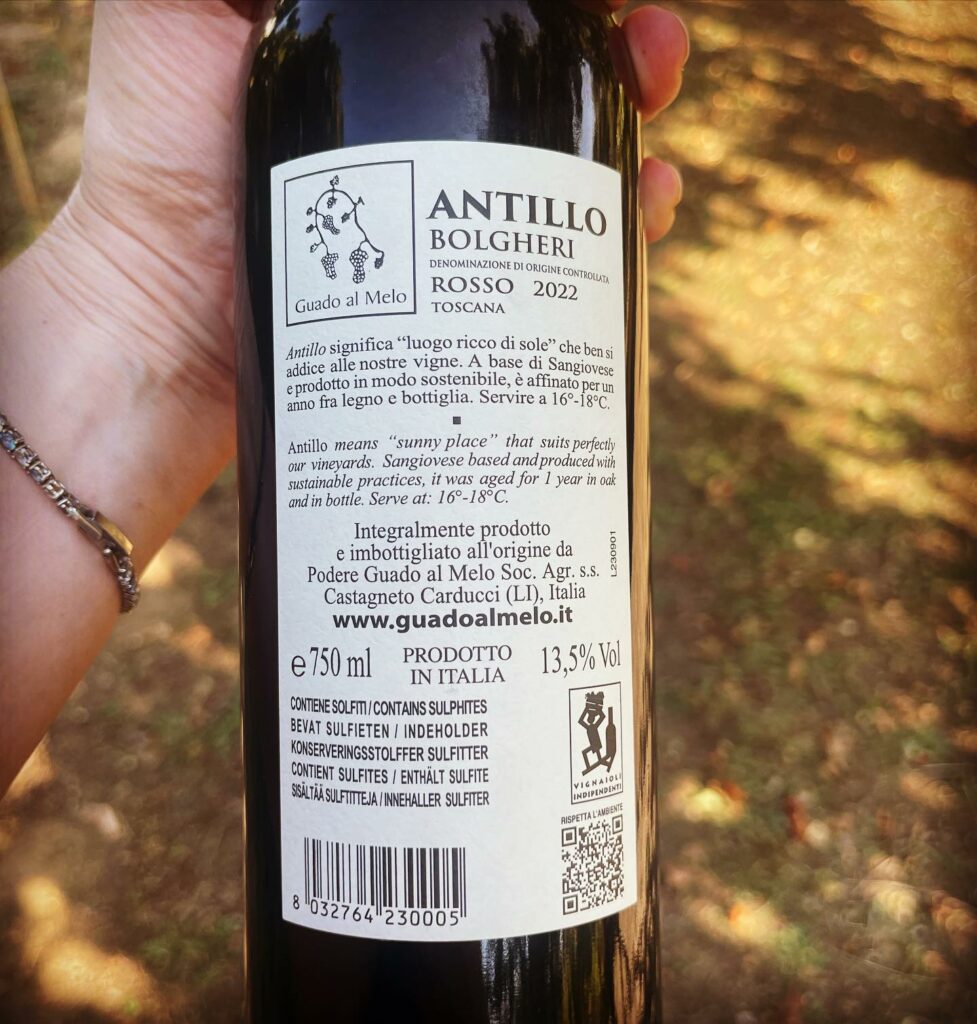 Guado al Melo
ANTILLO
BOLGHERI
DENOMINAZIONE DI ORIGINE CONTROLLATA
ROSSO 2022
TOSCANA
Antillo significa “luogo ricco di sole” che ben si
addice alle nostre vigne. A base di Sangiovese
e prodotto in modo sostenibile, è affinato per un
anno fra legno e bottiglia. Servire a 16°-18°C.
Antillo means “sunny place” that suits perfectly
our vineyards. Sangiovese based and produced with
sustainable practices, it was aged for 1 year in oak
and in bottle. Serve at: 16°-18°C.
Integralmente prodotto
e imbottigliato all'origine da
Podere Guado al Melo Soc. Agr. s.s.
Castagneto Carducci (LI), Italia
www.guadoalmelo.it
L230901
e 750 ml
PRODOTTO
IN ITALIA
13,5% Vol
CONTIENE SOLFITI / CONTAINS SULPHITES
BEVAT SULFIETEN / INDEHOLDER
KONSERVERINGSSTOLFFER SULFITTER
CONTIENT SULFITES / ENTHÄLT SULFITE
SISÄLTÄÄ SULFTITTEJA / INNEHALLER SULFITER
VIGNAIOLI
INDIPENDENTI
RISPETTA L'AMBIENTE
8 032764 230005